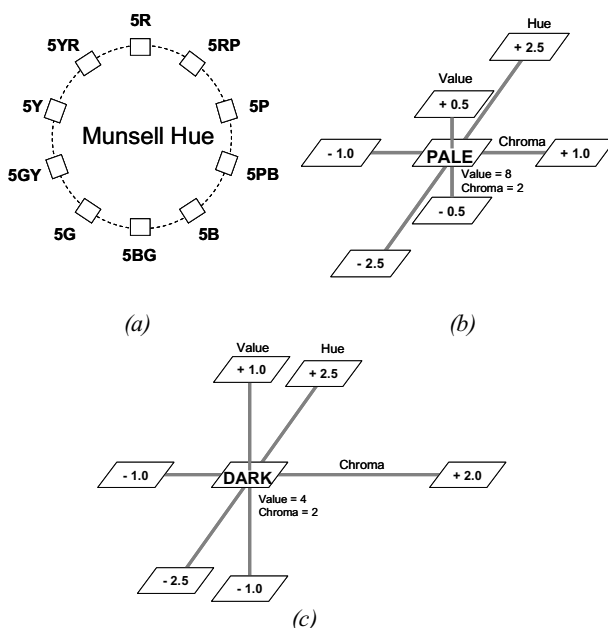 5R
5YR
5RP
5Y
5P
Munsell Hue
5GY
5PB
5G
5B
5BG
(a)
Hue
+ 2.5
Value
+ 0.5
Chroma
- 1.0
PALE
+ 1.0
Value = 8
Chroma = 2
- 0.5
- 2.5
(b)
Value
Hue
+ 1.0
+ 2.5
Chroma
- 1.0
DARK
+ 2.0
Value = 4
Chroma = 2
- 2.5
- 1.0
(c)